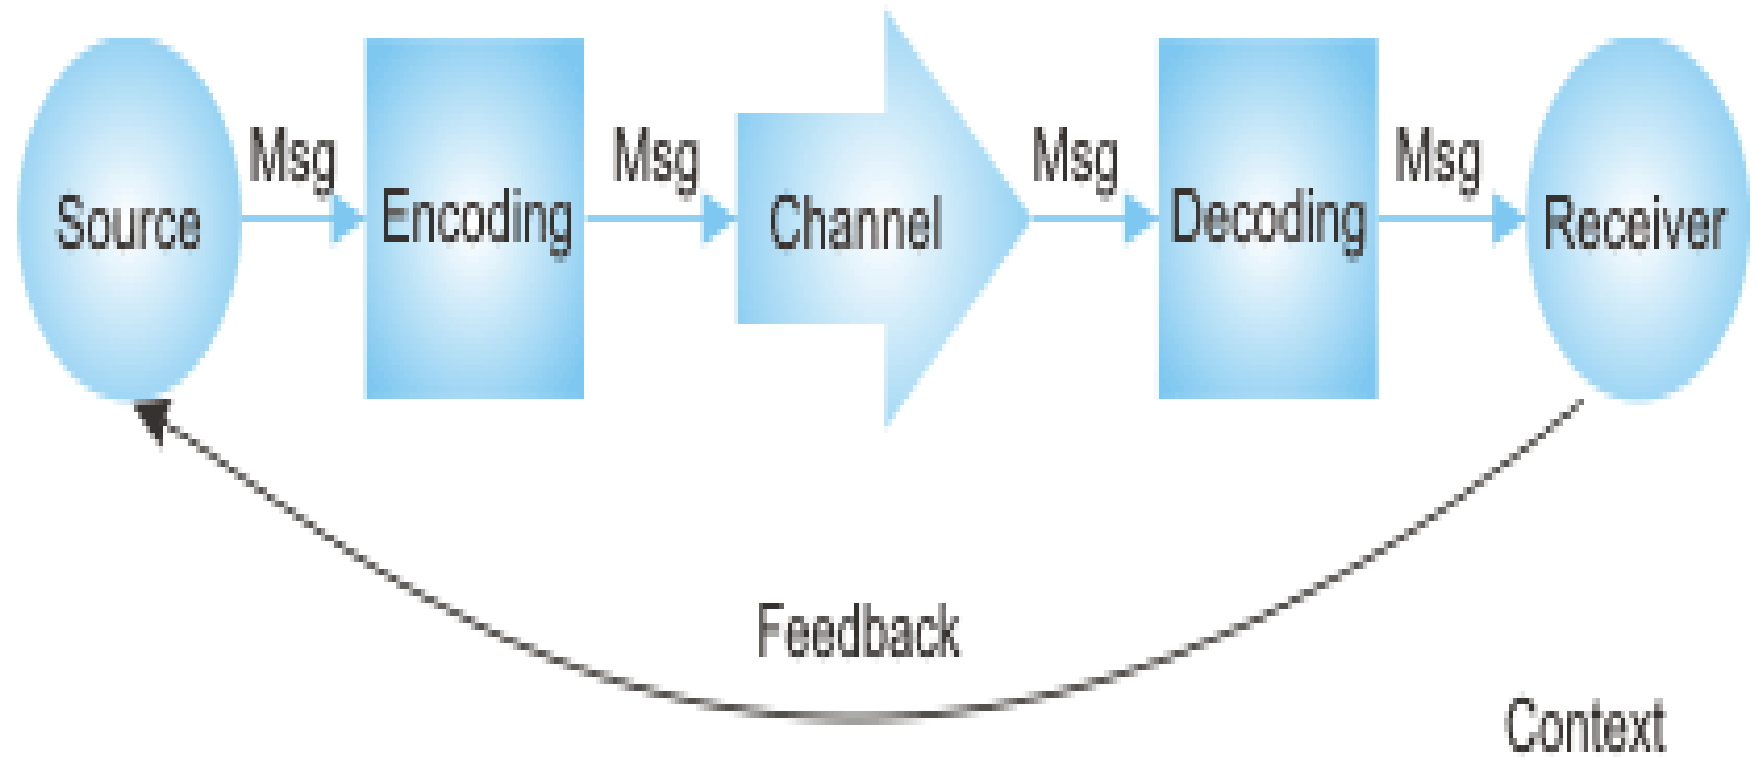 Msg Msg Msg Msg
Source Encoding Channel Decoding Receiver
Feedback
Context